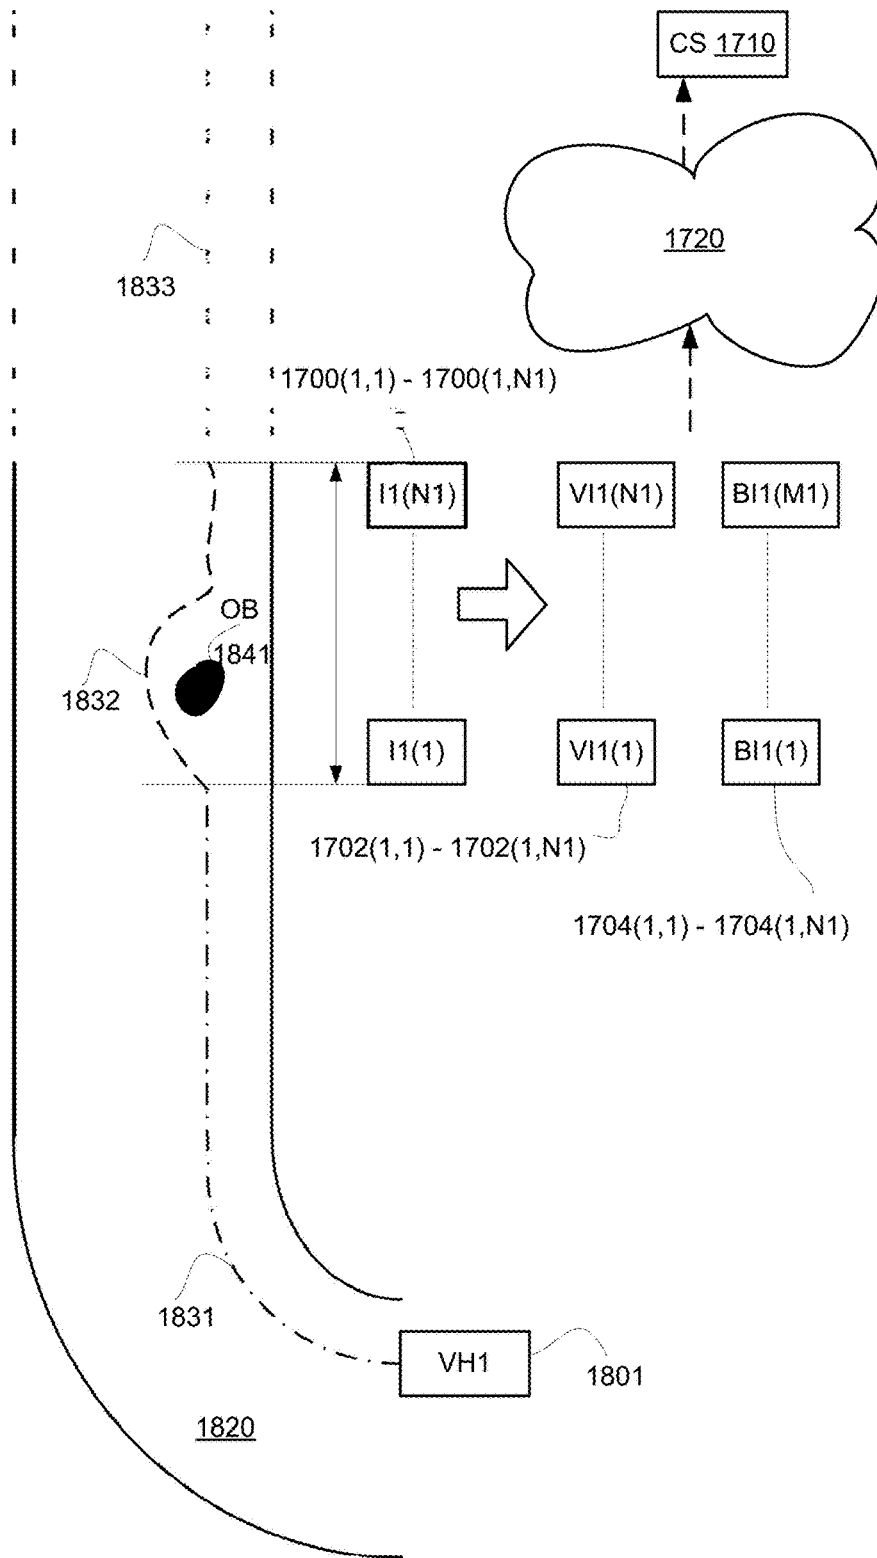 CS 1710
1720
1833
1700(1,1) - 1700(1,N1)
I1(N1)
VI1(N1)
BI1(M1)
OB
1841
1832
I1(1)
VI1(1)
BI1(1)
1702(1,1) - 1702(1,N1)
1704(1,1) - 1704(1,N1)
1831
VH1
1801
1820